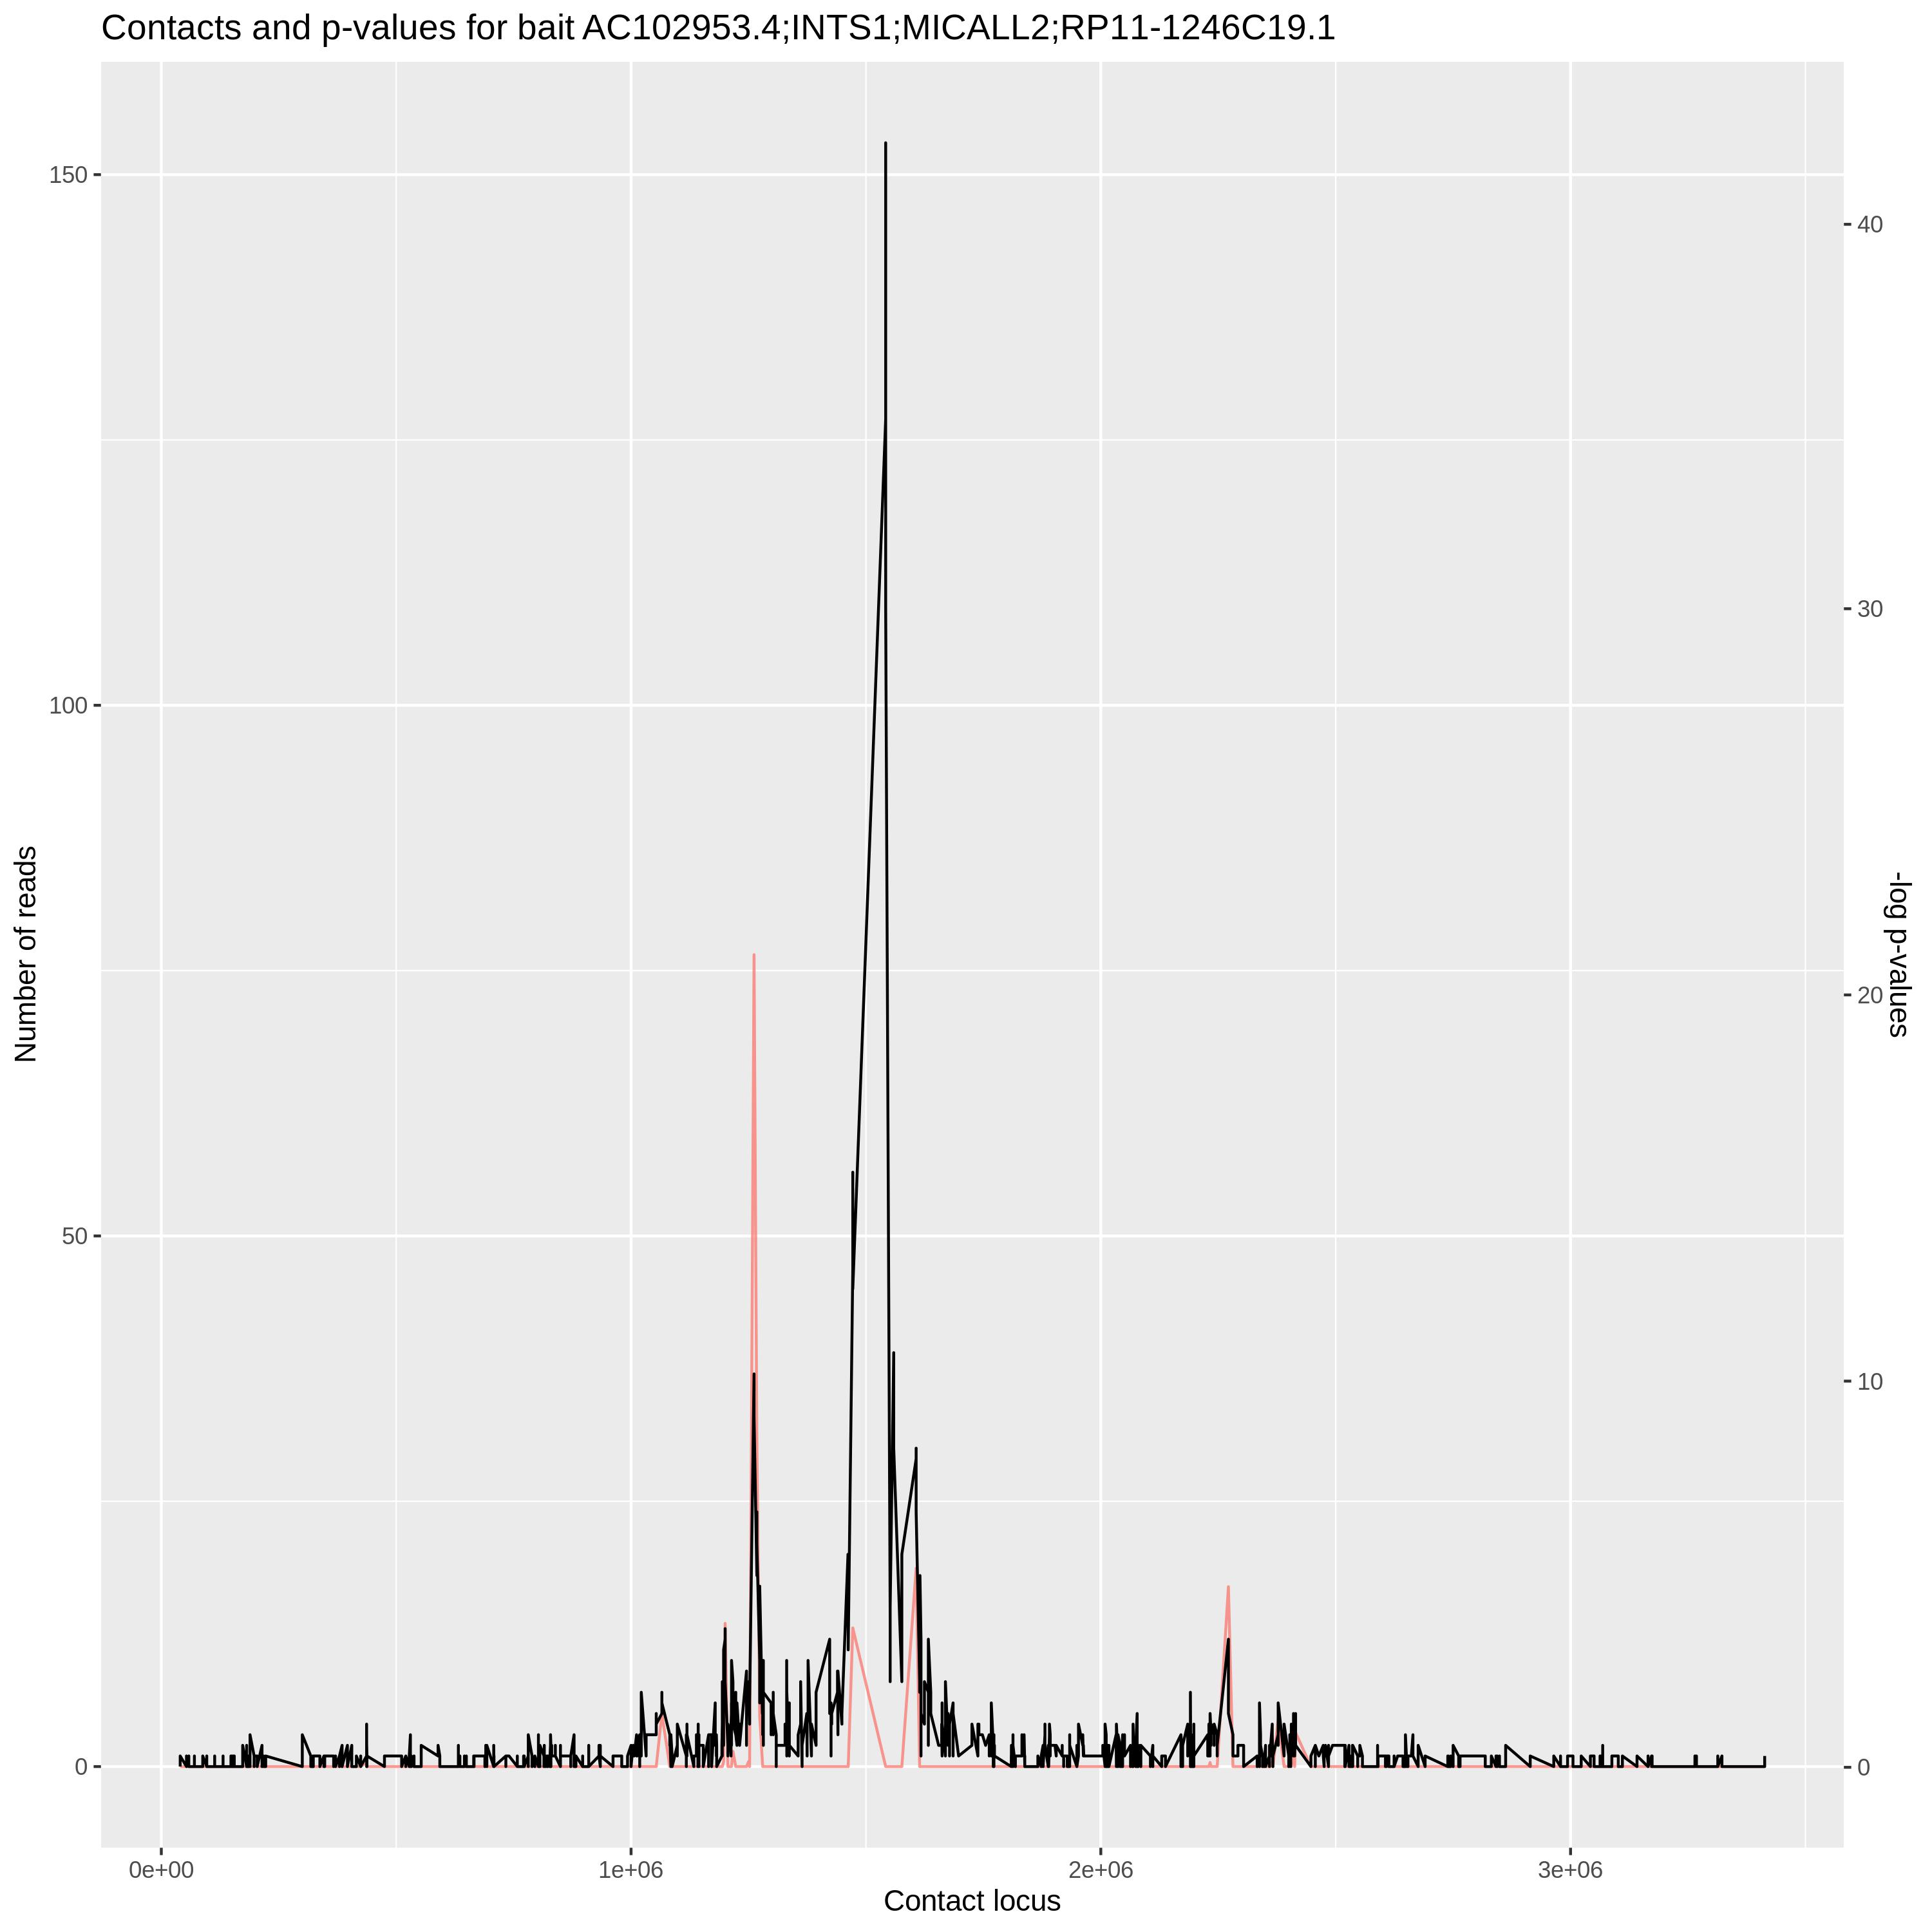 Contacts and p-values for bait AC102953.4;INTS1;MICALL2;RP11-1246C19.1
150
100
50
0
Number of reads
40
30
20
10
0
-log p-values
0e+00
1e+06
2e+06
3e+06
Contact locus